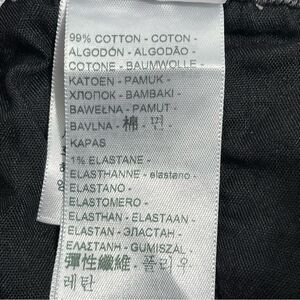 99% COTTON - COTON -
ALGODÓN - ALGODÃO -
COTONE - BAUMWOLLE -
KATOEN - PAMUK -
ХЛОПОК - BAMBAKI -
BAWEŁNA - PAMUT -
BAVLNA - 棉 - 면
KAPAS
1% ELASTANE -
ELASTHANNE - elastano -
ELASTANO -
ELASTOMERO -
ELASTHAN - ELASTAAN -
ELASTAN - ЭЛАСТАН -
ΕΛΑΣΤΑΝΗ - GUMISZÁL -
彈性纖維 - 폴리우
레탄